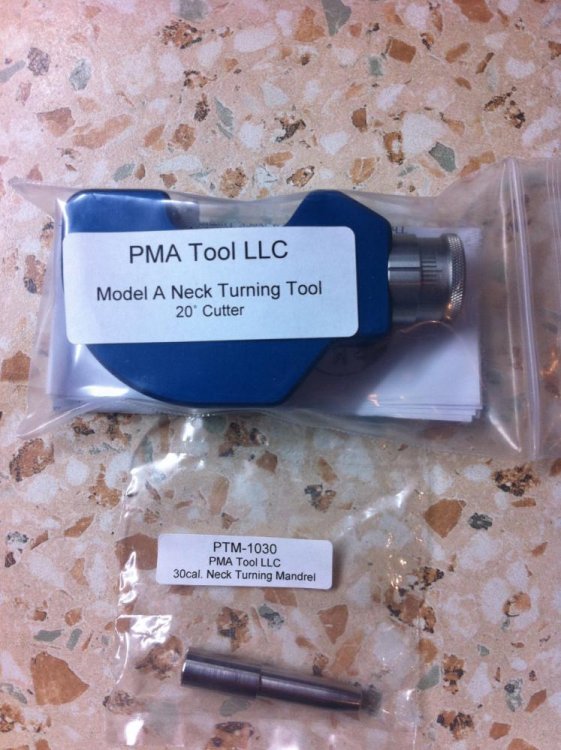 PMA Tool LLC
Model A Neck Turning Tool
20° Cutter
PTM-1030
PMA Tool LLC
30cal. Neck Turning Mandrel